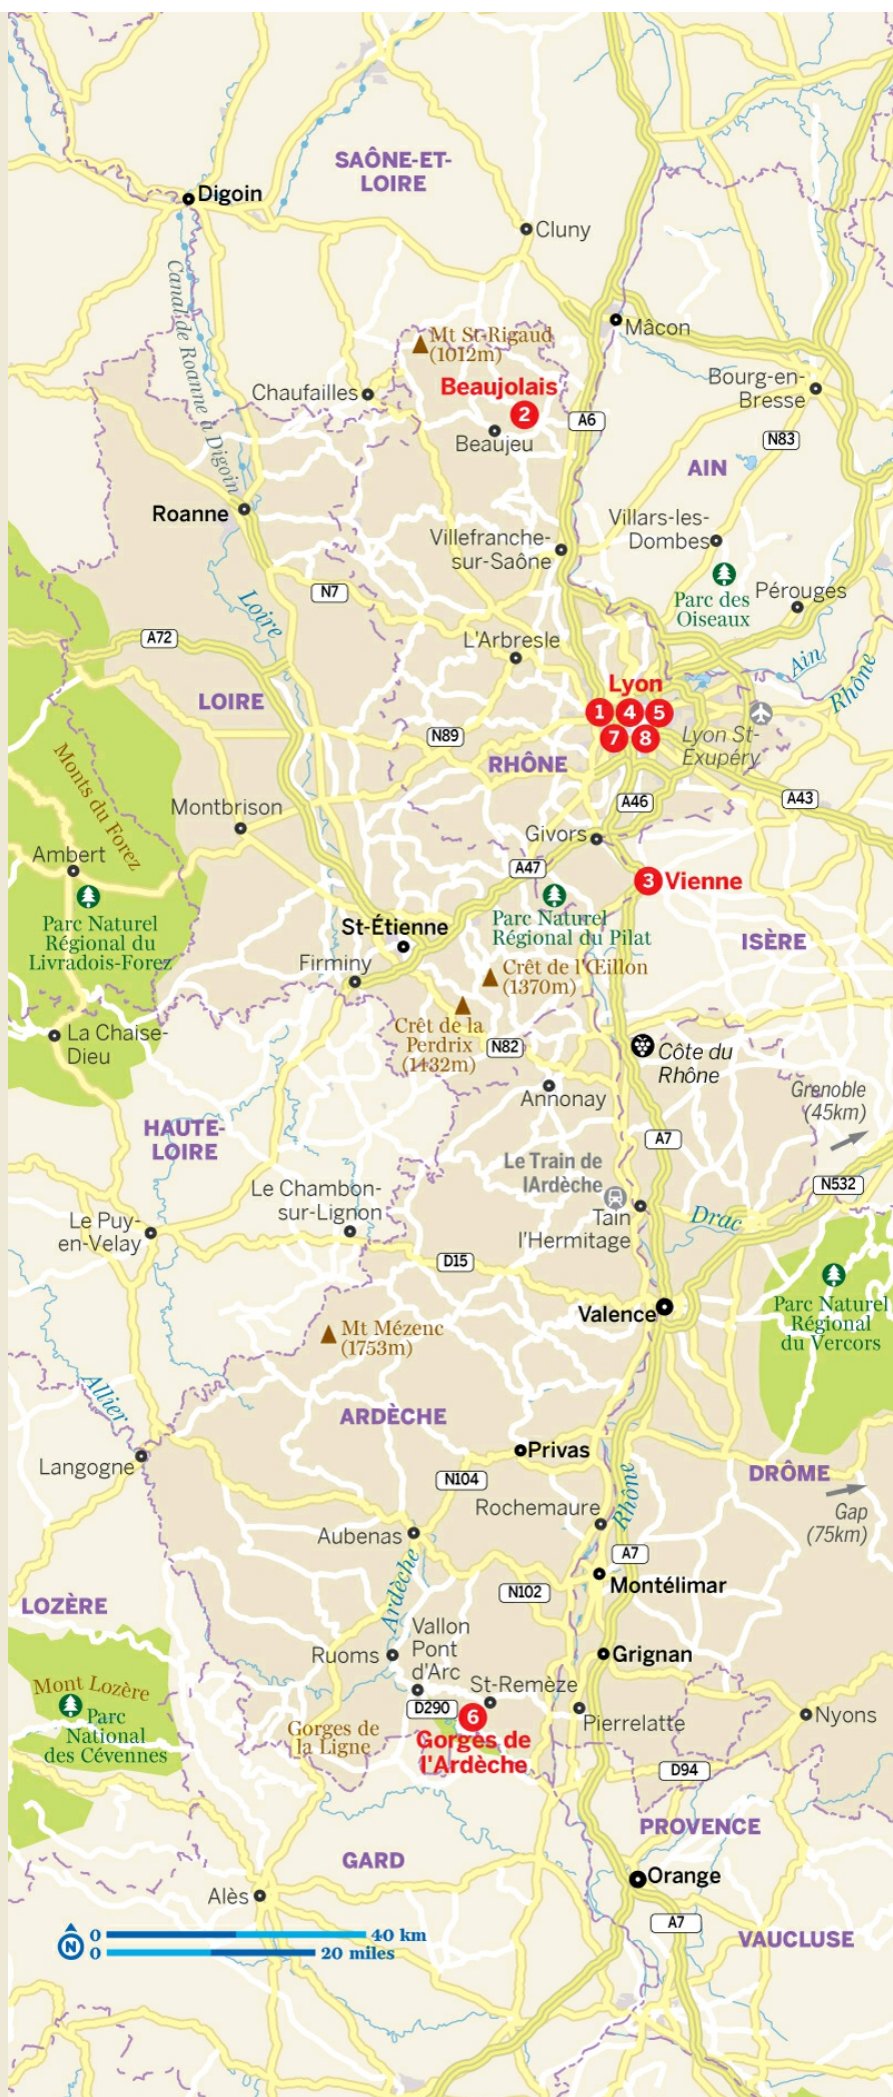 SAÔNE-ET-
LOIRE
Digoin
Cluny
Canal de Roanne à Digoin
Mâcon
Mt St-Rigaud
(1012m)
Beaujolais
2
Chaufailles
Beaujeu
A6
Bourg-en-
Bresse
N83
AIN
Roanne
Villefranche-
sur-Saône
Villars-les-
Dombes
Parc des
Oiseaux
Pérouges
N7
Loire
A72
L'Arbresle
Ain
Rhône
LOIRE
Lyon
1 4 5
7 8
N89
RHÔNE
Lyon St-
Exupéry
Monts du Forez
Montbrison
A46
A43
Givors
Ambert
A47
3 Vienne
Parc Naturel
Régional du
Livradois-Forez
St-Étienne
Parc Naturel
Régional du Pilat
ISÈRE
Firminy
Crêt de l'Œillon
(1370m)
Crêt de la
Perdrix
(1432m)
La Chaise-
Dieu
N82
Côte du
Rhône
Annonay
Grenoble
(45km)
HAUTE-
LOIRE
A7
Le Train de
lArdèche
N532
Le Chambon-
sur-Lignon
Le Puy-
en-Velay
Tain
l'Hermitage
Drac
D15
Valence
Parc Naturel
Régional
du Vercors
Mt Mézenc
(1753m)
Allier
ARDÈCHE
Langogne
Privas
N104
DRÔME
Rhône
Rochemaure
Gap
(75km)
Aubenas
A7
Ardèche
N102
Montélimar
LOZÈRE
Vallon
Pont
d'Arc
Ruoms
Grignan
St-Remèze
Mont Lozère
Parc
National
des Cévennes
D290
6
Gorges de
l'Ardèche
Gorges de
la Ligne
Pierrelatte
Nyons
D94
PROVENCE
GARD
Orange
Alès
A7
VAUCLUSE
N
0 40 km
0 20 miles